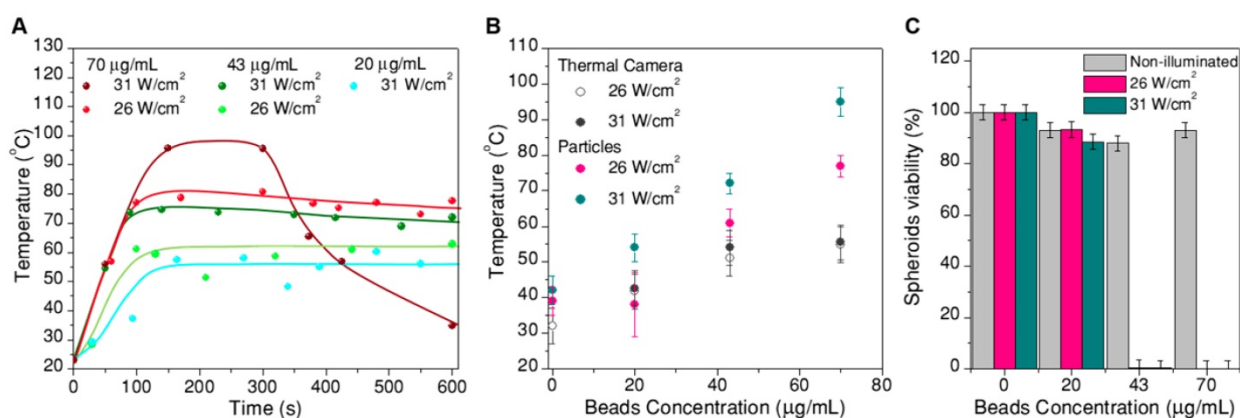 A
130
120
110
100
90
80
70
60
50
40
30
20
Temperature (°C)
70 µg/mL 43 µg/mL 20 µg/mL
31 W/cm² 31 W/cm² 31 W/cm²
26 W/cm² 26 W/cm²
0 100 200 300 400 500 600
Time (s)
B
110
100
90
80
70
60
50
40
30
20
Temperature (°C)
Thermal Camera
26 W/cm²
31 W/cm²
Particles
26 W/cm²
31 W/cm²
0 20 40 60 80
Beads Concentration (µg/mL)
C
120
100
80
60
40
20
0
Spheroids viability (%)
Non-illuminated
26 W/cm²
31 W/cm²
0 20 43 70
Beads Concentration (µg/mL)